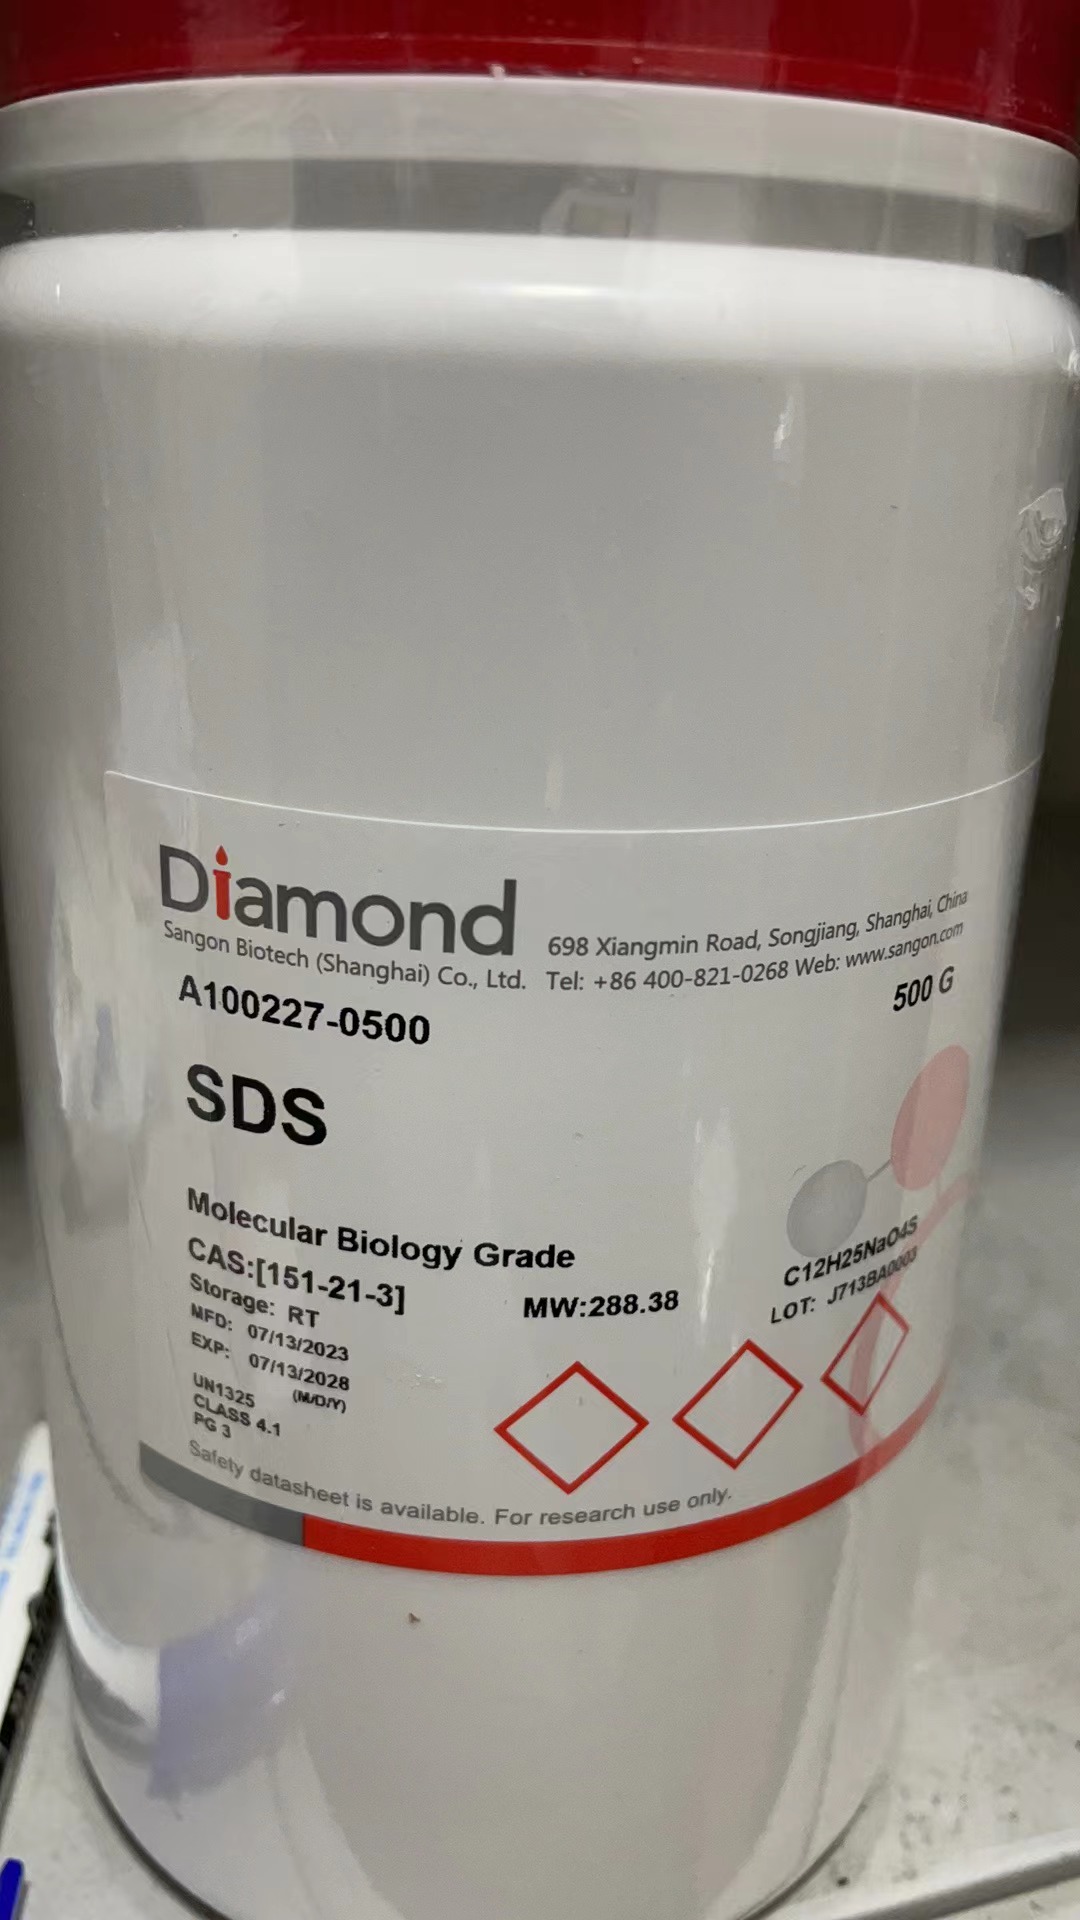 Diamond
Sangon Biotech (Shanghai) Co., Ltd.
698 Xiangmin Road, Songjiang, Shanghai, China
Tel: +86 400-821-0268 Web: www.sangon.com
A100227-0500
500 G
SDS
Molecular Biology Grade
CAS:[151-21-3]
MW:288.38
C12H25NaO4S
Storage: RT
LOT: J713BA0003
MFD: 07/13/2023
EXP: 07/13/2028
(M/D/Y)
UN1325
CLASS 4.1
PG 3
Safety datasheet is available. For research use only.